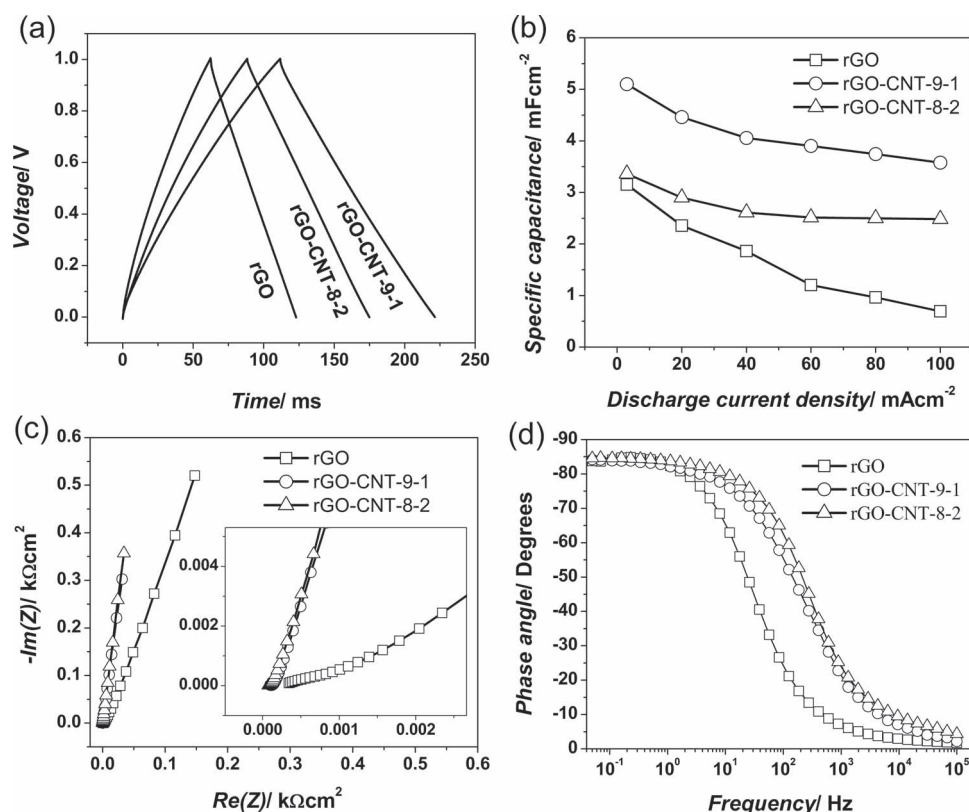 (a)
1.0
0.8
0.6
0.4
0.2
0.0
Voltage/ V
rGO
rGO-CNT-8-2
rGO-CNT-9-1
0 50 100 150 200 250
Time/ ms
(b)
6
5
4
3
2
1
0
Specific capacitance/ mFcm-2
rGO
rGO-CNT-9-1
rGO-CNT-8-2
0 20 40 60 80 100
Discharge current density/ mAcm-2
(c)
0.6
0.5
0.4
0.3
0.2
0.1
0.0
-Im(Z)/ kΩcm2
rGO
rGO-CNT-9-1
rGO-CNT-8-2
0.004
0.002
0.000
0.000 0.001 0.002
0.0 0.1 0.2 0.3 0.4 0.5 0.6
Re(Z)/ kΩcm2
(d)
-90
-80
-70
-60
-50
-40
-30
-20
-10
0
Phase angle/ Degrees
rGO
rGO-CNT-9-1
rGO-CNT-8-2
10-1 100 101 102 103 104 105
Frequency/ Hz